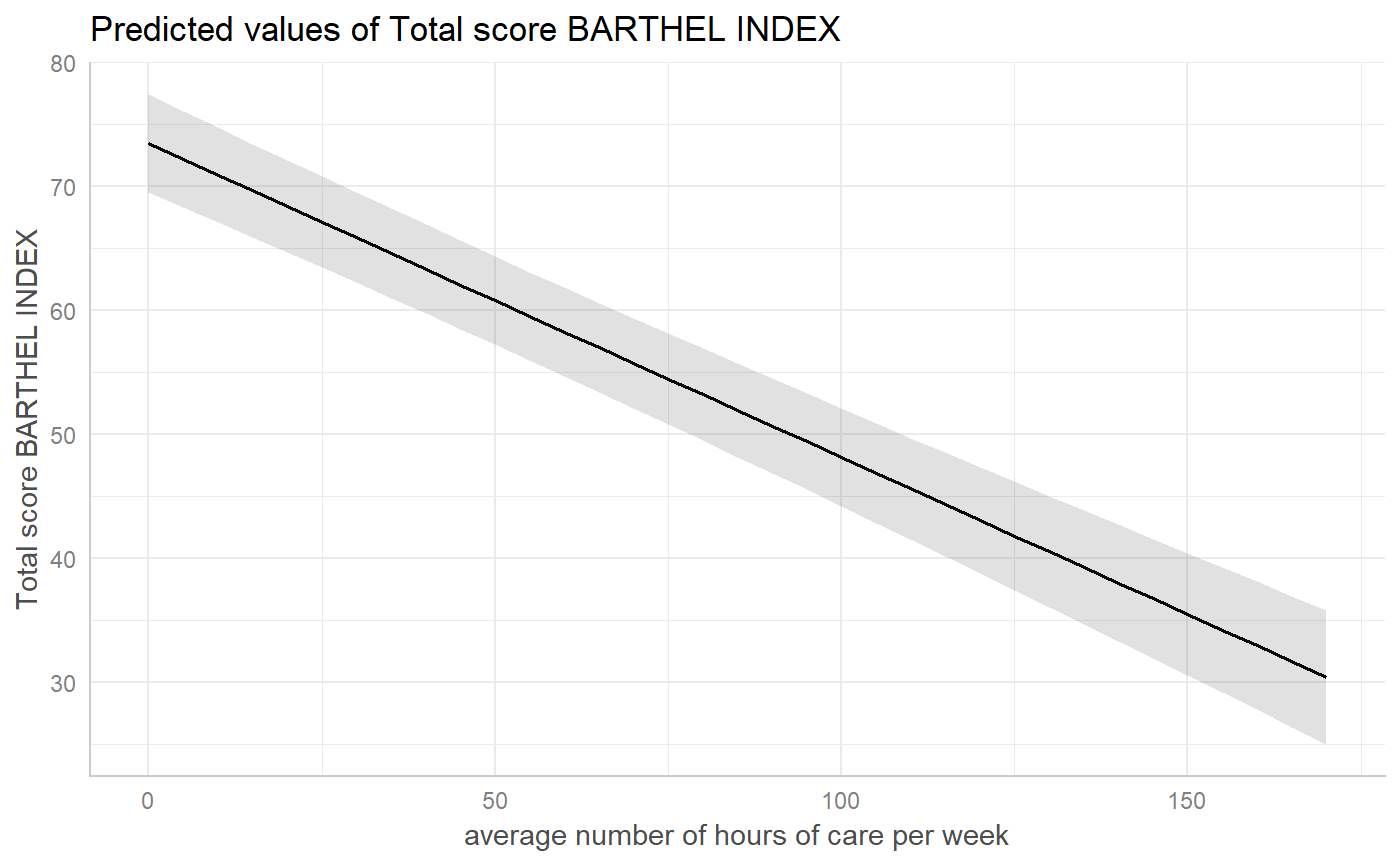 Predicted values of Total score BARTHEL INDEX
Total score BARTHEL INDEX
80
70
60
50
40
30
0 50 100 150
average number of hours of care per week